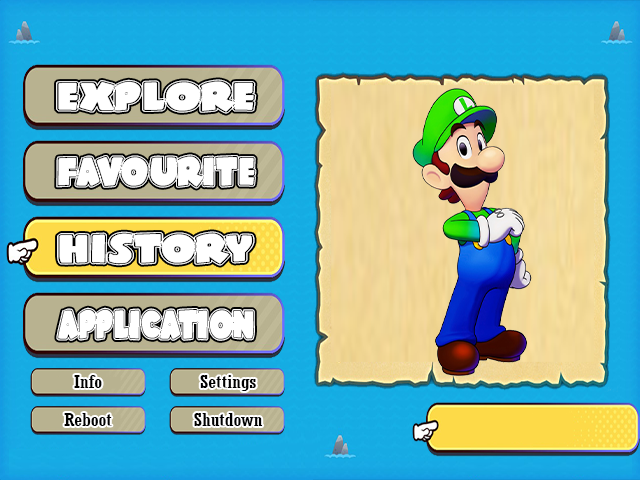 EXPLORE
FAVOURITE
HISTORY
APPLICATION
Info
Settings
Reboot
Shutdown
L